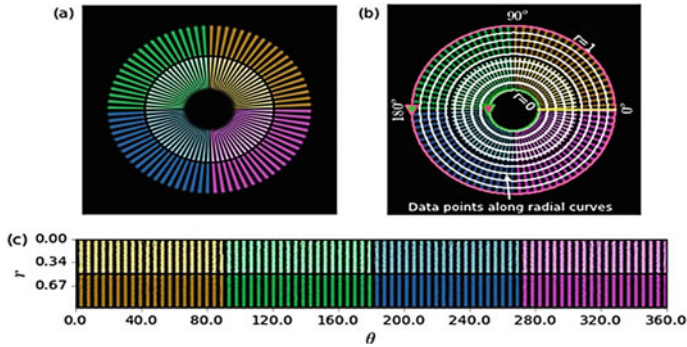 (a)
(b)
90°
r=1
r=0
180°
0°
Data points along radial curves
(c)
0.00
0.34
0.67
r
0.0 40.0 80.0 120.0 160.0 200.0 240.0 280.0 320.0 360.0
θ